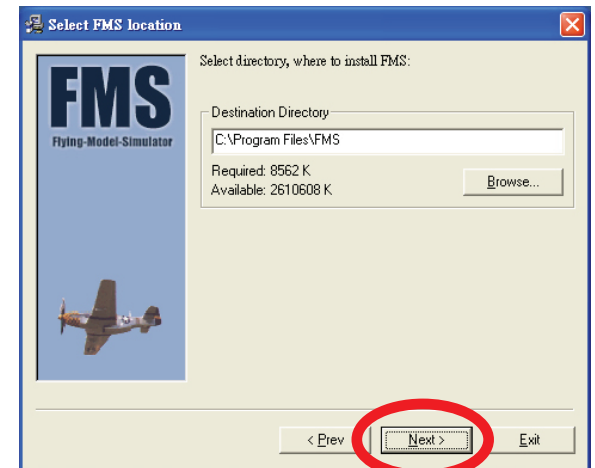 Select FMS location
Select directory, where to install FMS:
FMS
Flying-Model-Simulator
Destination Directory
C:\Program Files\FMS
Required: 8562 K
Available: 2610608 K
Browse...
< Prev
Next >
Exit